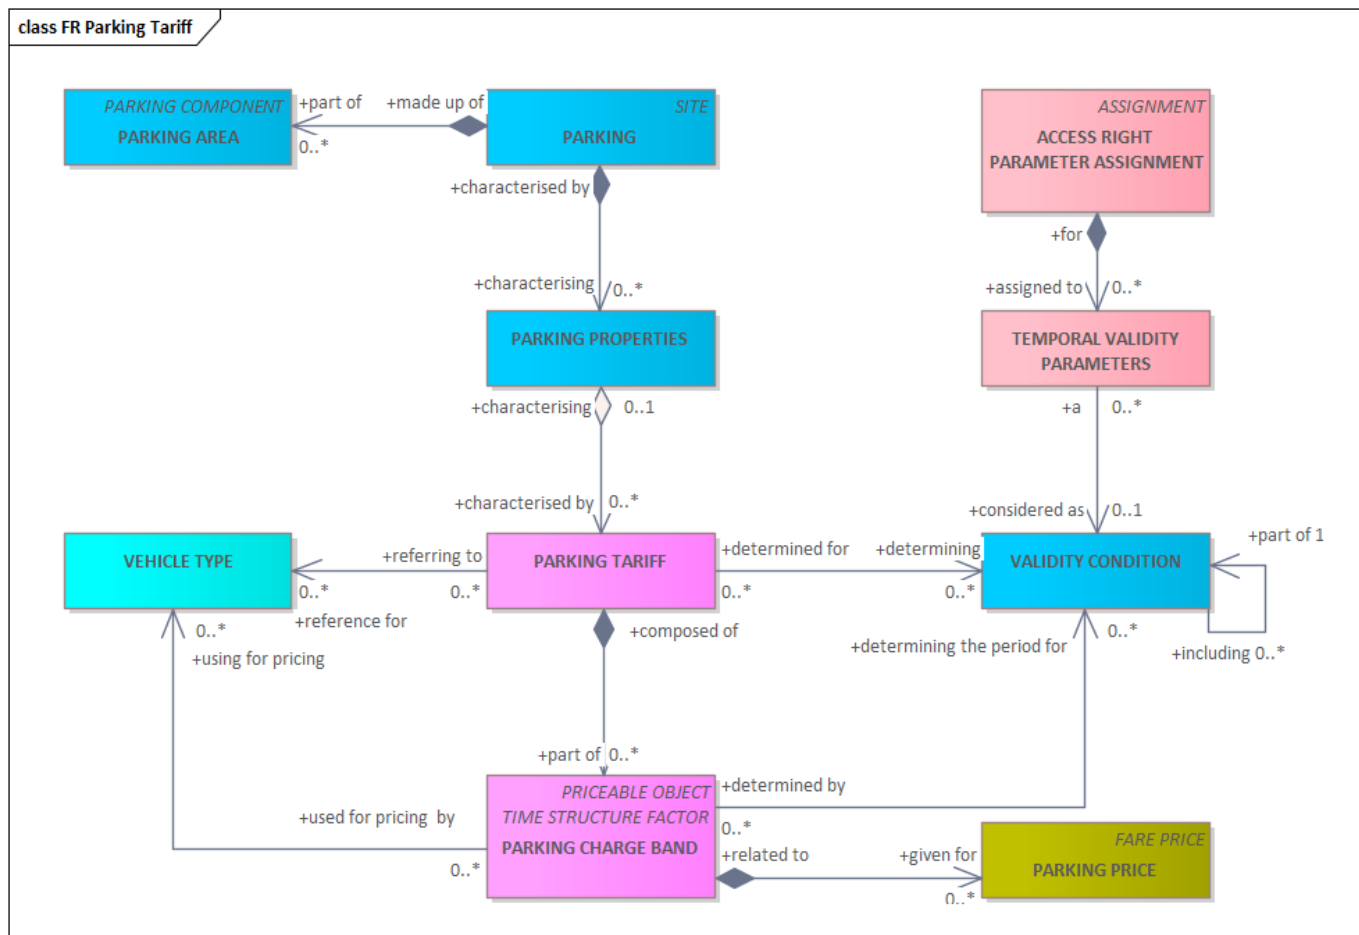 class FR Parking Tariff
PARKING COMPONENT
PARKING AREA
+part of
0..*
+made up of
SITE
PARKING
ASSIGNMENT
ACCESS RIGHT
PARAMETER ASSIGNMENT
+characterised by
+for
+characterising
0..*
+assigned to
0..*
PARKING PROPERTIES
TEMPORAL VALIDITY
PARAMETERS
+characterising
0..1
+a
0..*
+characterised by
0..*
+considered as
0..1
VEHICLE TYPE
+referring to
0..*
0..*
+reference for
PARKING TARIFF
+determined for
0..*
+determining
0..*
VALIDITY CONDITION
+part of 1
+including 0..*
0..*
+using for pricing
+composed of
+determining the period for
0..*
+part of 0..*
+used for pricing by
0..*
PRICEABLE OBJECT
TIME STRUCTURE FACTOR
PARKING CHARGE BAND
+determined by
0..*
+related to
+given for
0..*
FARE PRICE
PARKING PRICE